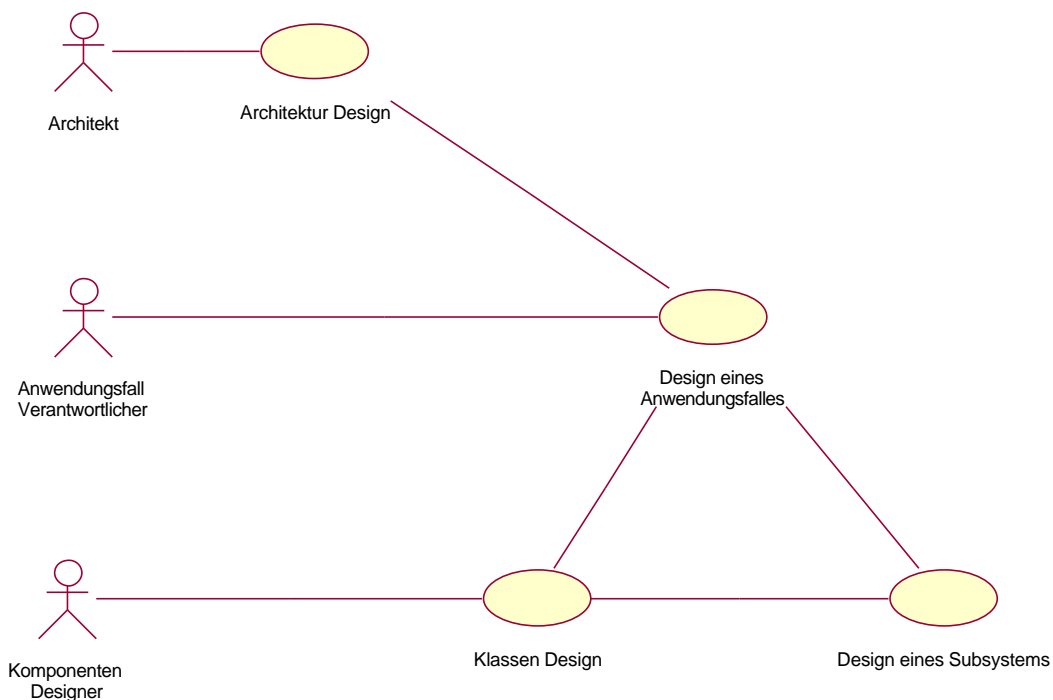 Architekt
Architektur Design
Anwendungsfall
Verantwortlicher
Design eines
Anwendungsfalles
Komponenten
Designer
Klassen Design
Design eines Subsystems